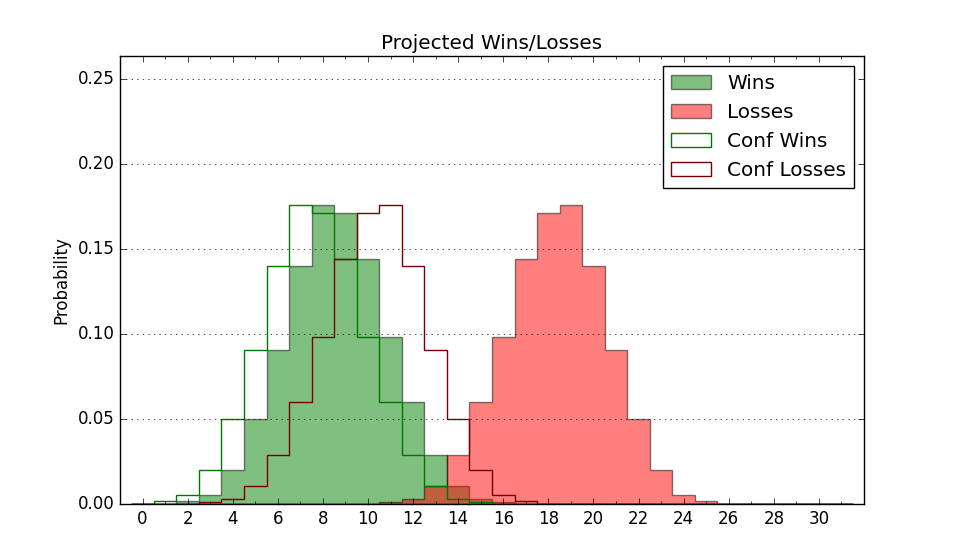 Projected Wins/Losses
Wins
Losses
Conf Wins
Conf Losses
Probability
0.25
0.20
0.15
0.10
0.05
0.00
0 2 4 6 8 10 12 14 16 18 20 22 24 26 28 30